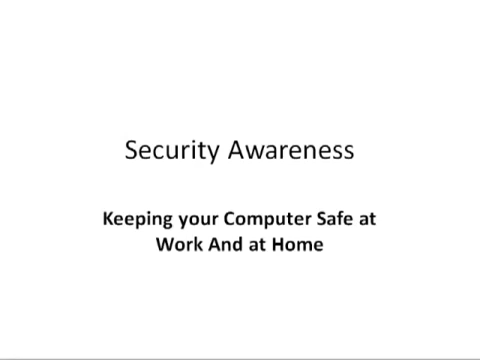 Security Awareness
Keeping your Computer Safe at
Work And at Home